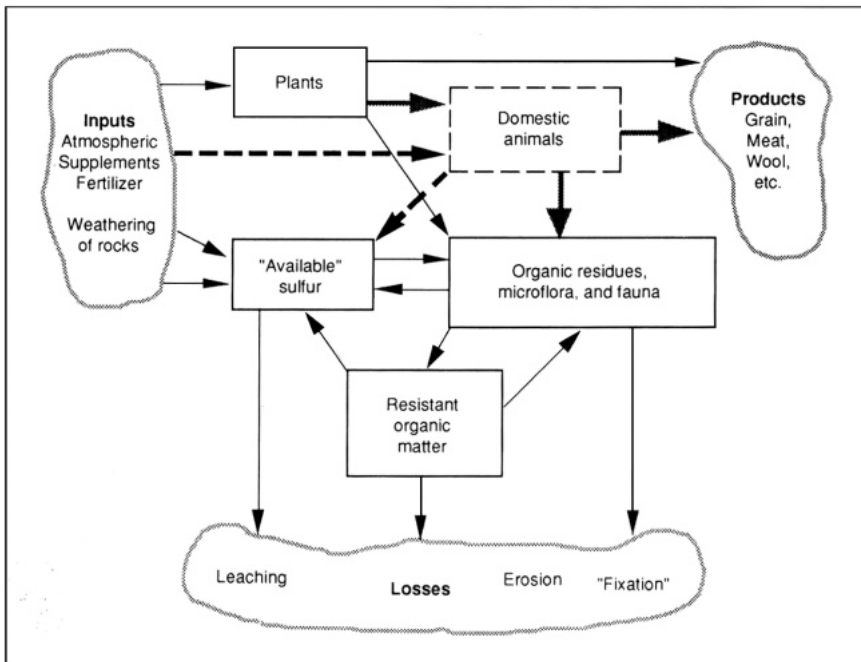 Plants
Domestic
animals
Products
Grain,
Meat,
Wool,
etc.
Inputs
Atmospheric
Supplements
Fertilizer
Weathering
of rocks
"Available"
sulfur
Organic residues,
microflora, and fauna
Resistant
organic
matter
Leaching
Losses
Erosion
"Fixation"